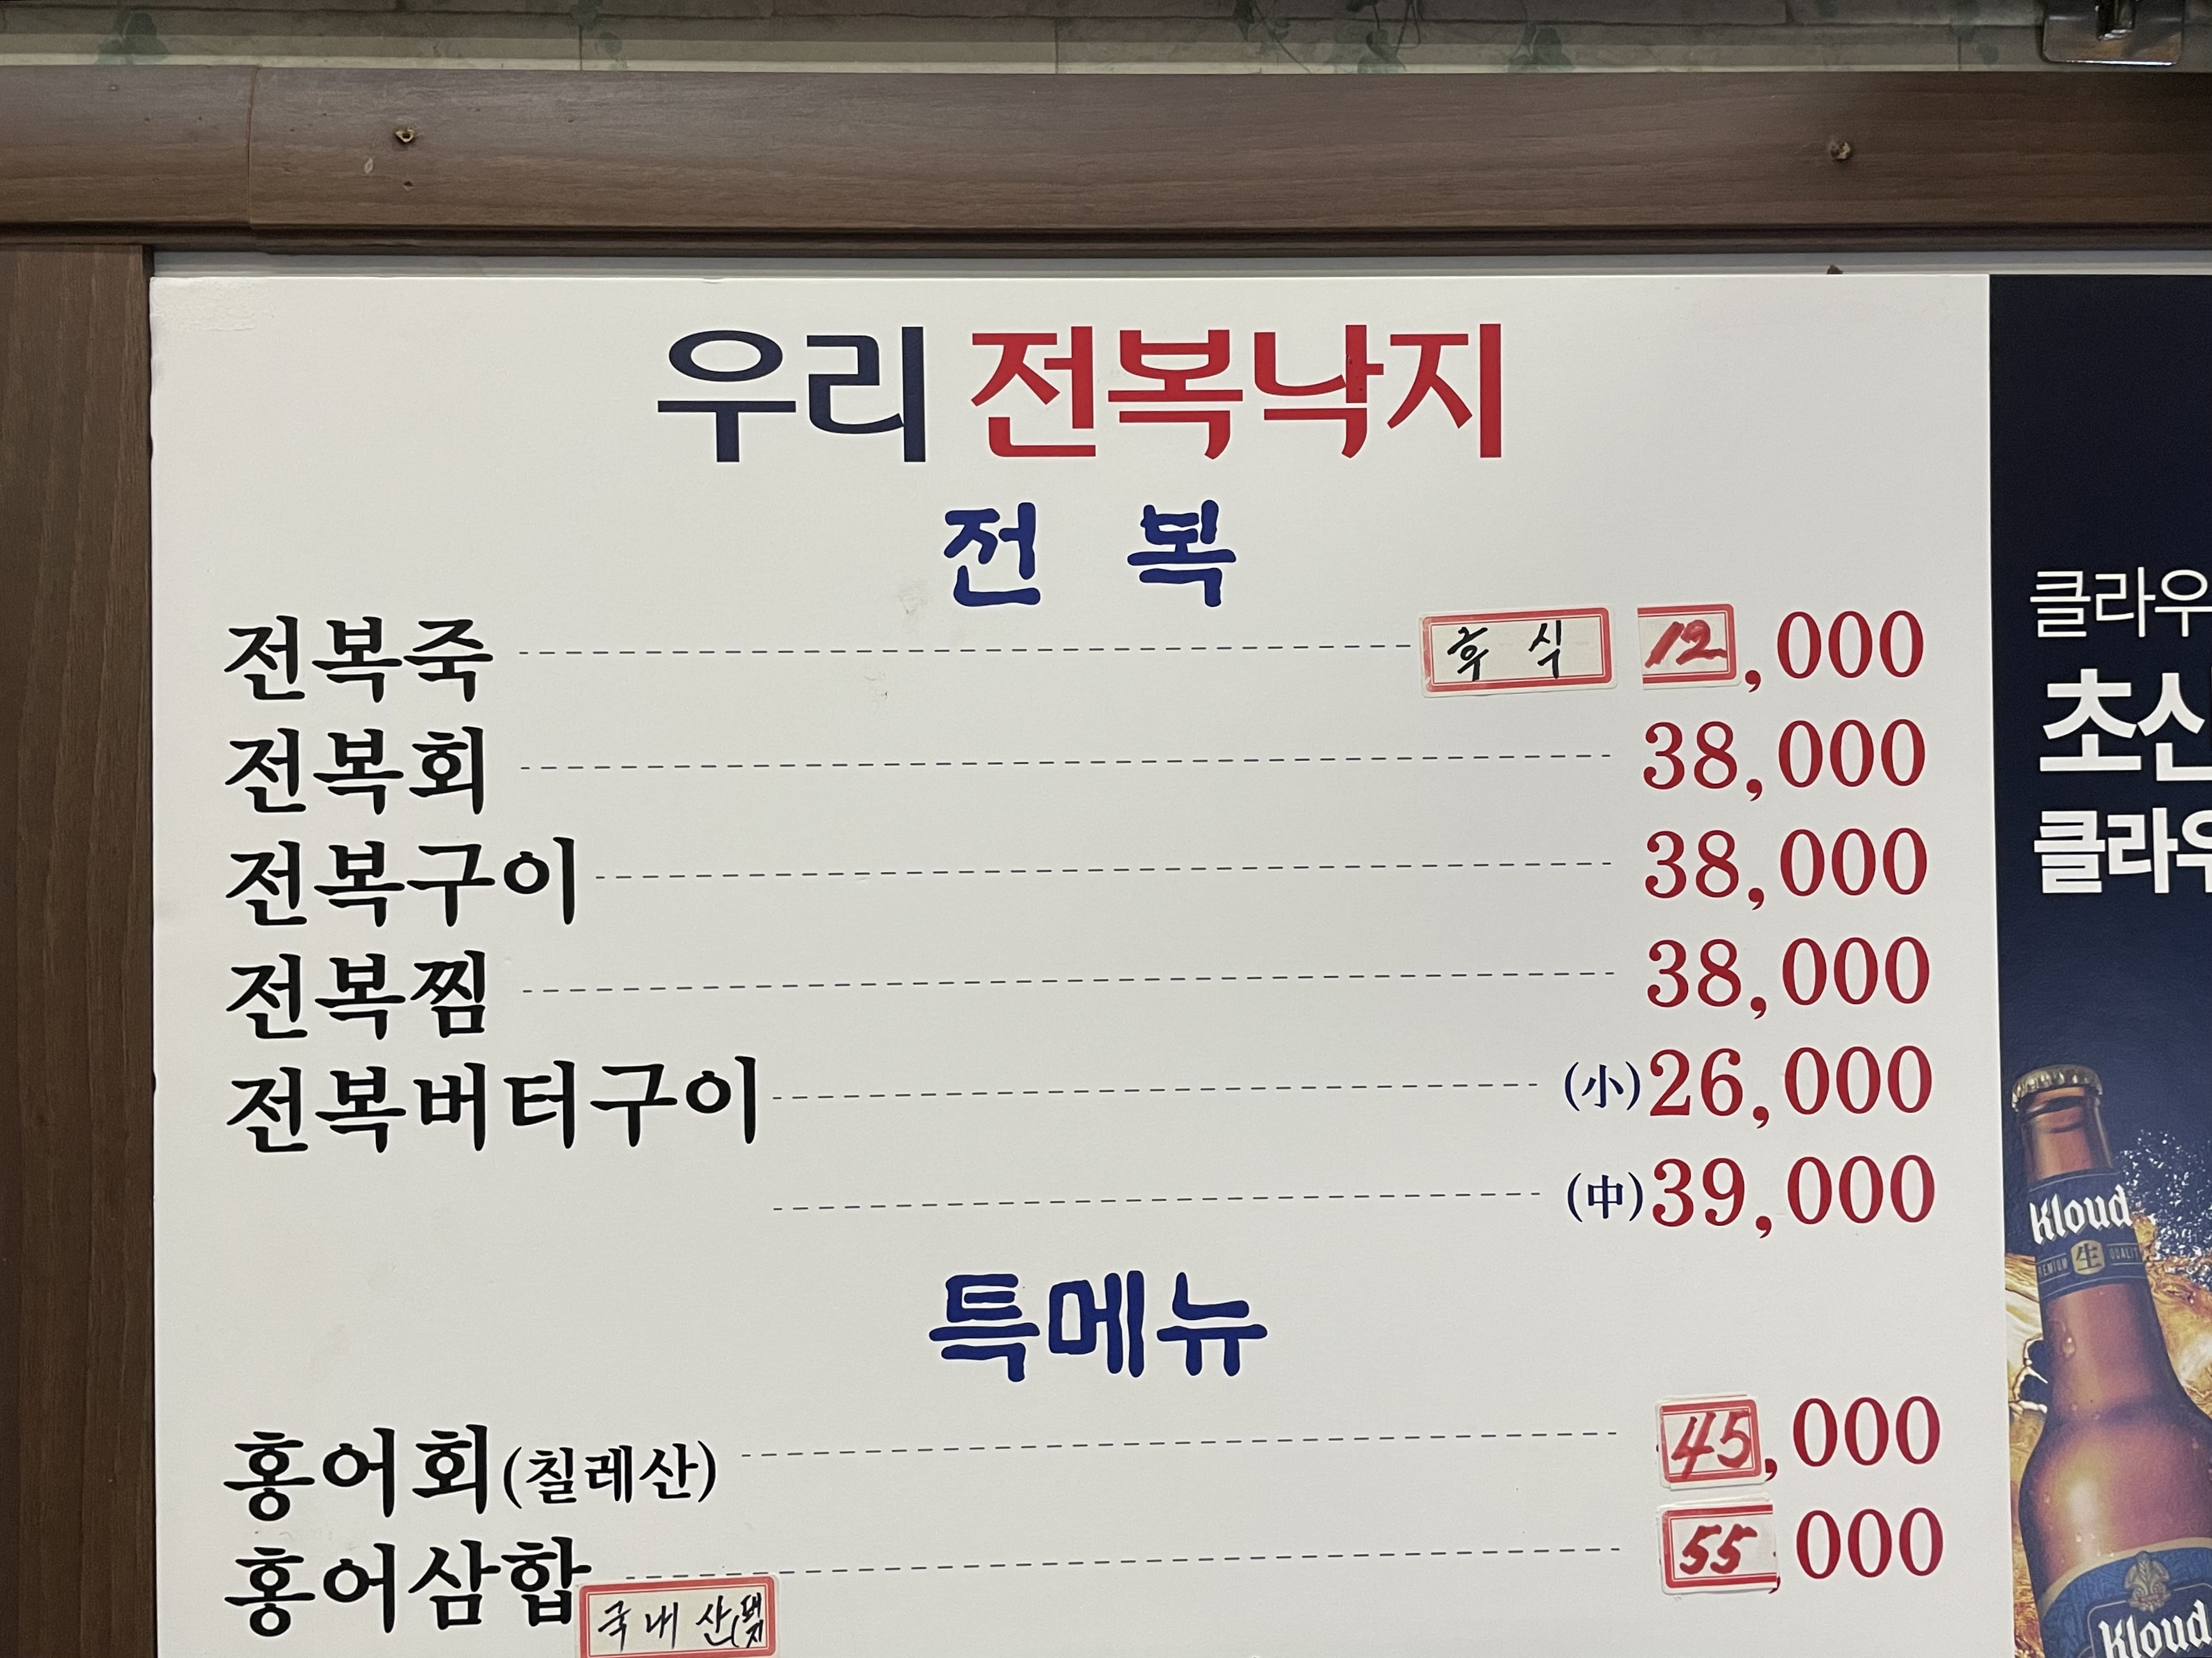 우리 전복낙지
전 복
전복죽 후 식 12,000
전복회 38,000
전복구이 38,000
전복찜 38,000
전복버터구이 (小)26,000
(中)39,000
특메뉴
홍어회(칠레산) 45,000
홍어삼합 55,000
국내산
클라우
초신
클라우
Kloud
PREMIUM 生 QUALITY
Kloud